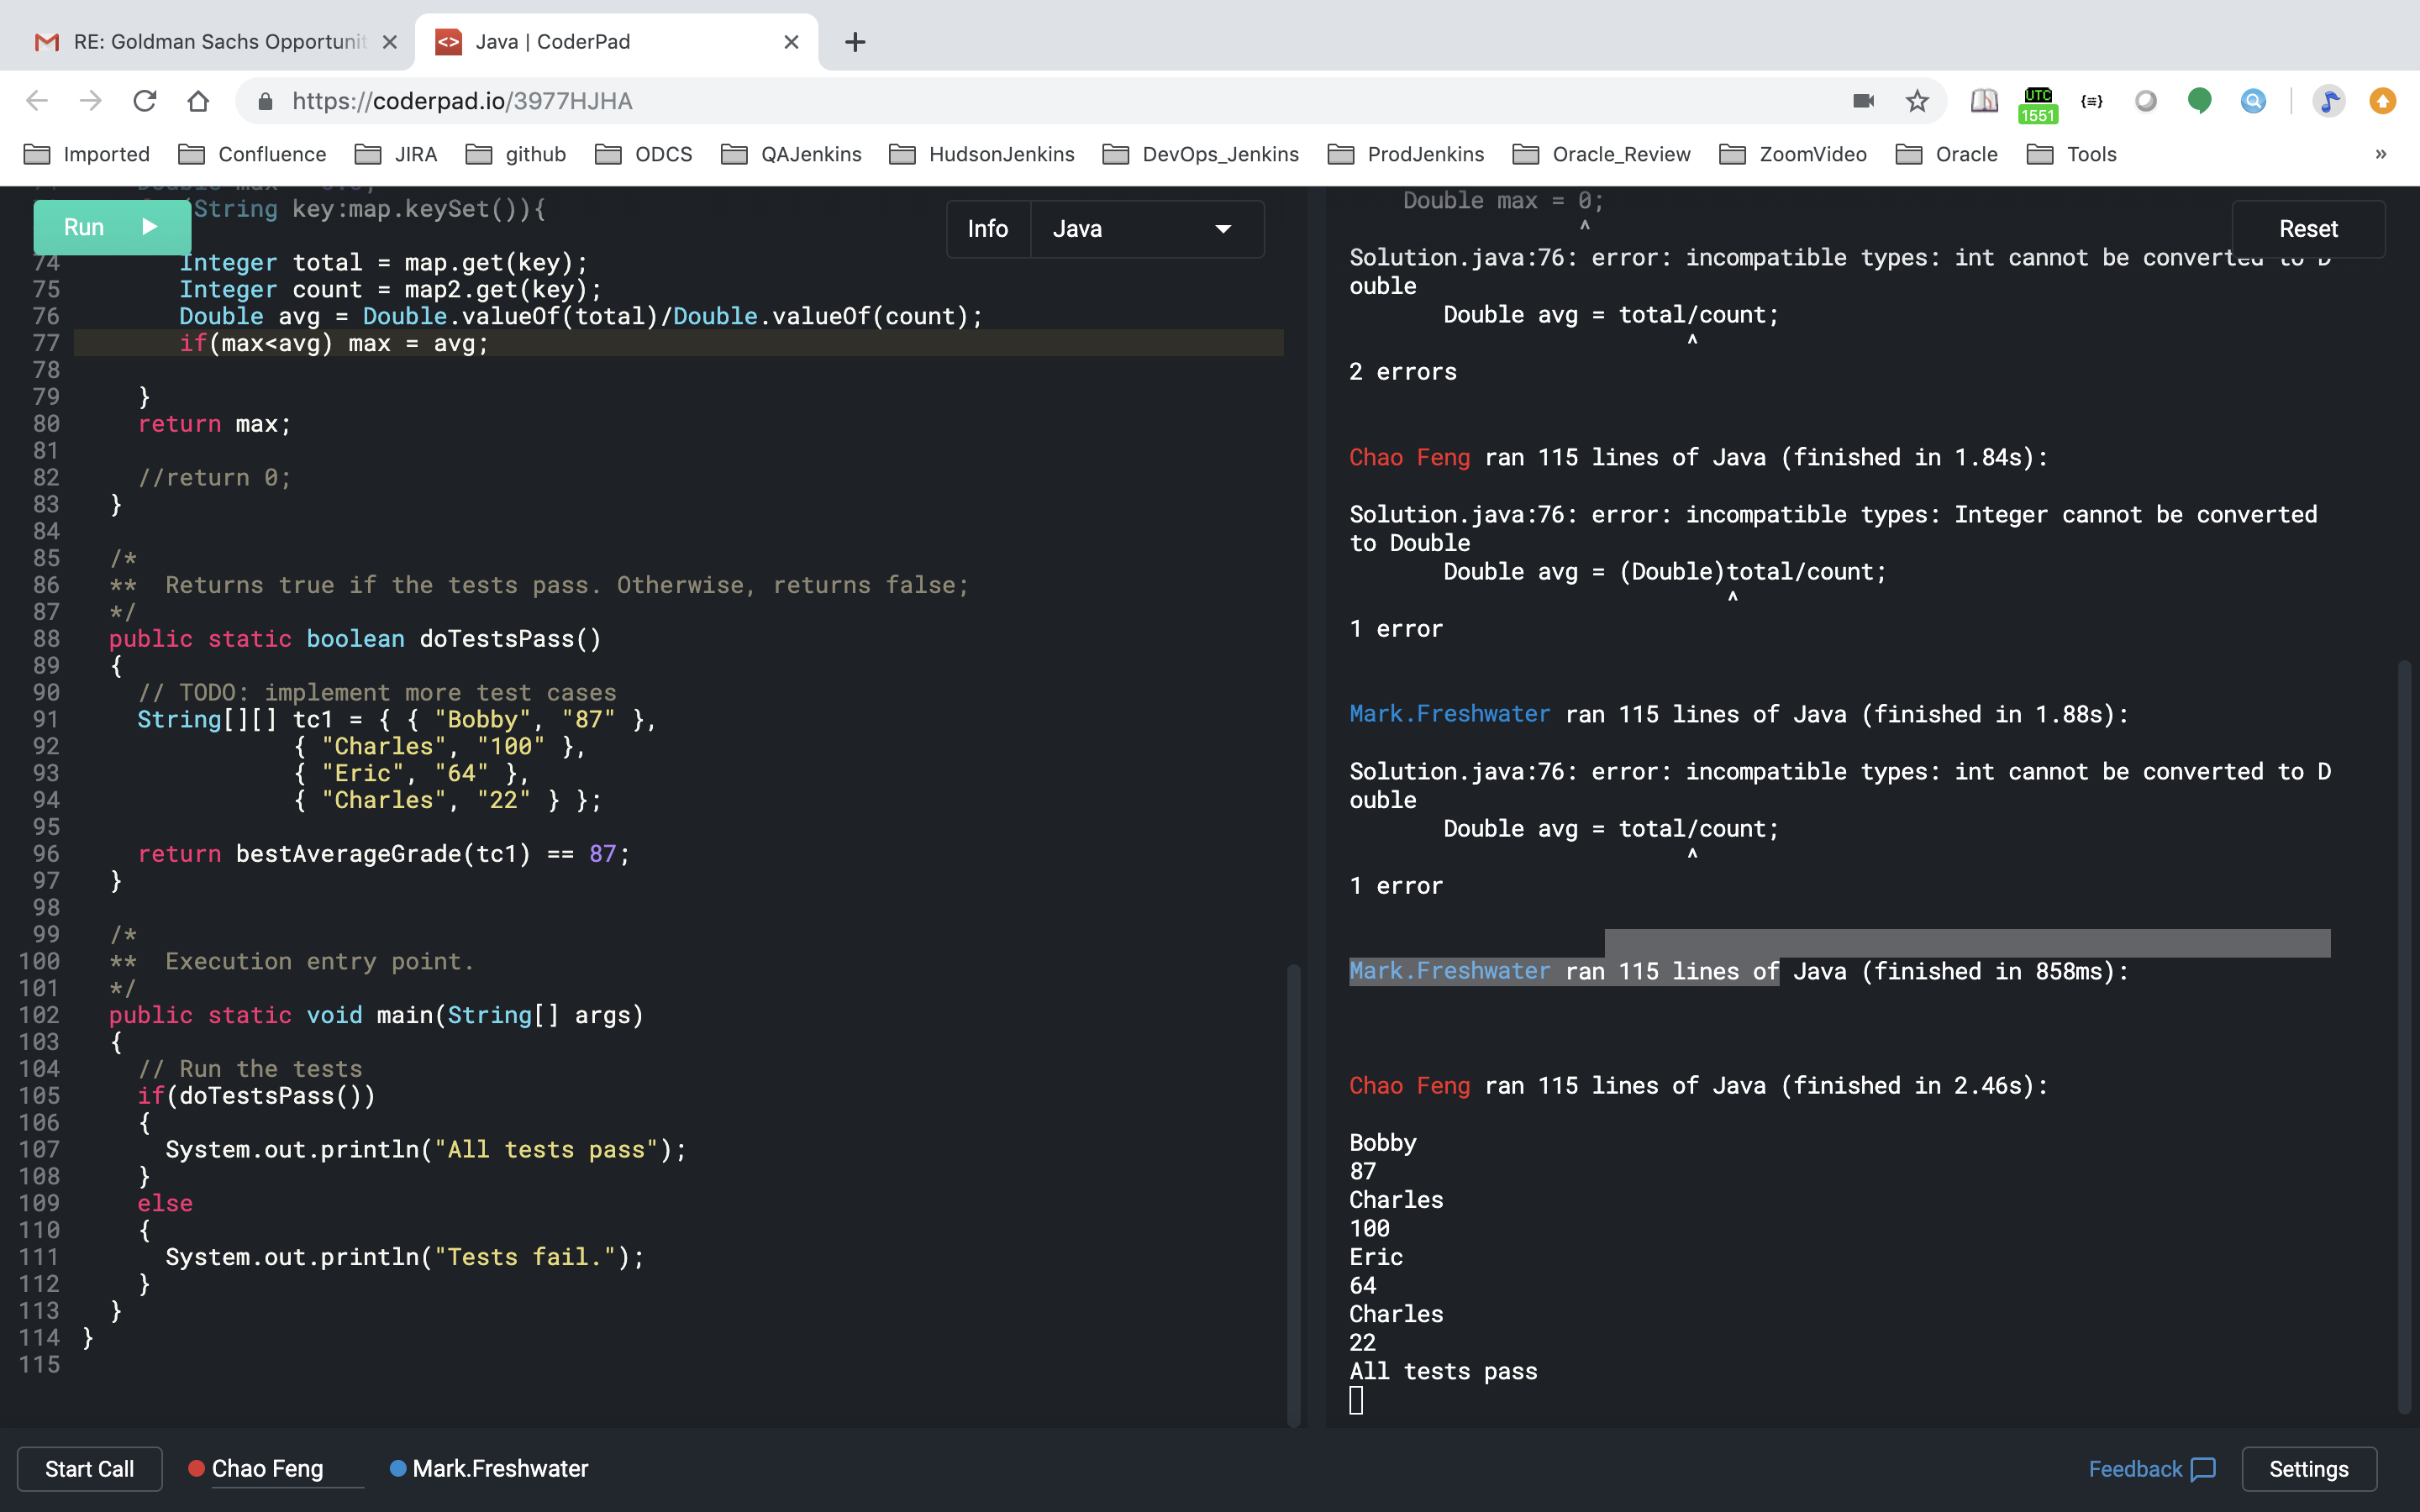 RE: Goldman Sachs Opportunit
Java | CoderPad
https://coderpad.io/3977HJHA
UTC
1551
Imported
Confluence
JIRA
github
ODCS
QAJenkins
HudsonJenkins
DevOps_Jenkins
ProdJenkins
Oracle_Review
ZoomVideo
Oracle
Tools
»
Run
Info
Java
Reset
(String key:map.keySet()){
74 Integer total = map.get(key);
75 Integer count = map2.get(key);
76 Double avg = Double.valueOf(total)/Double.valueOf(count);
77 if(max<avg) max = avg;
78
79 }
80 return max;
81
82 //return 0;
83 }
84
85 /*
86 ** Returns true if the tests pass. Otherwise, returns false;
87 */
88 public static boolean doTestsPass()
89 {
90 // TODO: implement more test cases
91 String[][] tc1 = { { "Bobby", "87" },
92 { "Charles", "100" },
93 { "Eric", "64" },
94 { "Charles", "22" } };
95
96 return bestAverageGrade(tc1) == 87;
97 }
98
99 /*
100 ** Execution entry point.
101 */
102 public static void main(String[] args)
103 {
104 // Run the tests
105 if(doTestsPass())
106 {
107 System.out.println("All tests pass");
108 }
109 else
110 {
111 System.out.println("Tests fail.");
112 }
113 }
114 }
115
Double max = 0;
^
Solution.java:76: error: incompatible types: int cannot be converted to D
ouble
Double avg = total/count;
^
2 errors
Chao Feng ran 115 lines of Java (finished in 1.84s):
Solution.java:76: error: incompatible types: Integer cannot be converted
to Double
Double avg = (Double)total/count;
^
1 error
Mark.Freshwater ran 115 lines of Java (finished in 1.88s):
Solution.java:76: error: incompatible types: int cannot be converted to D
ouble
Double avg = total/count;
^
1 error
Mark.Freshwater ran 115 lines of Java (finished in 858ms):
Chao Feng ran 115 lines of Java (finished in 2.46s):
Bobby
87
Charles
100
Eric
64
Charles
22
All tests pass
Start Call
Chao Feng
Mark.Freshwater
Feedback
Settings